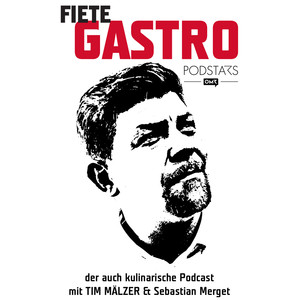 FIETE
GASTRO
PODSTARS
OMR
der auch kulinarische Podcast
mit TIM MÄLZER & Sebastian Merget